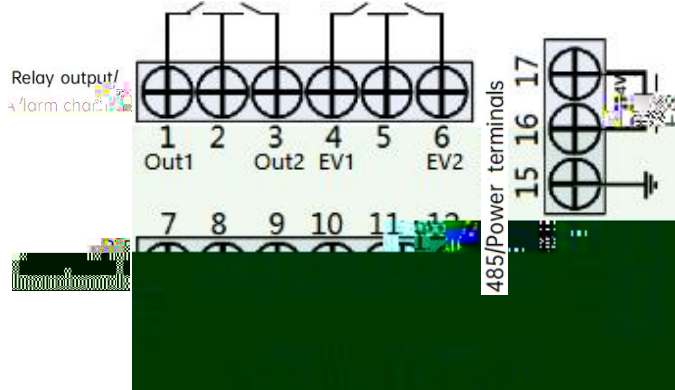 Relay output/
1 2 3 4 5 6
Out1 Out2 EV1 EV2
7 8 9 10 11
485/Power terminals
17
16
15